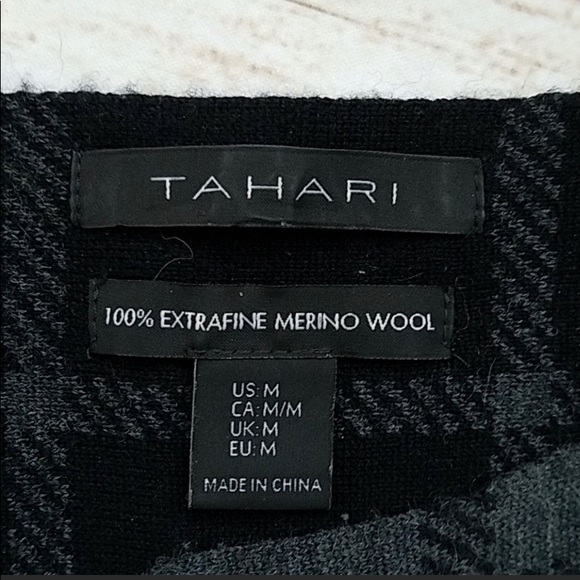 TAHARI
100% EXTRAFINE MERINO WOOL
US: M
CA: M/M
UK: M
EU: M
MADE IN CHINA